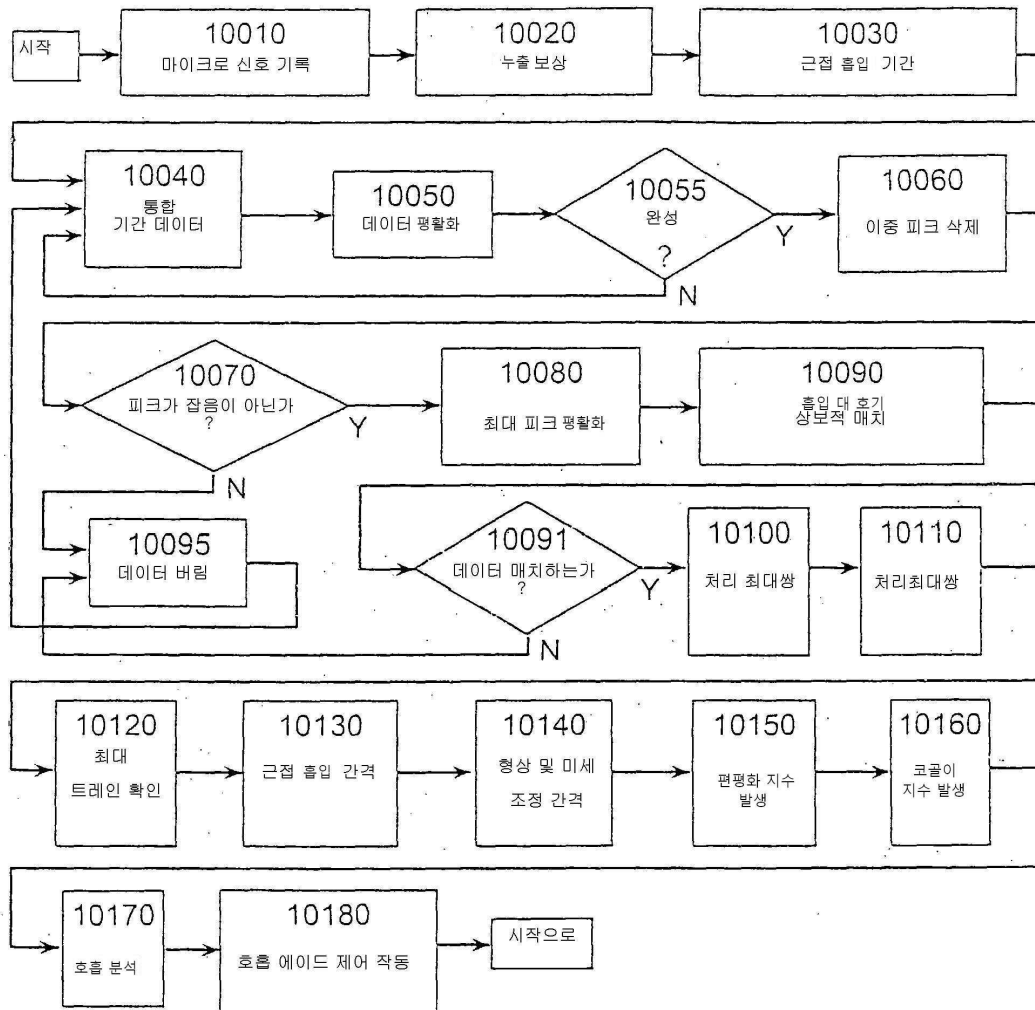 시작
10010
마이크로 신호 기록
10020
누출 보상
10030
근접 흡입 기간
10040
통합
기간 데이터
10050
데이터 평활화
10055
완성
?
Y
N
10060
이중 피크 삭제
10070
피크가 잡음이 아닌가
?
Y
N
10080
최대 피크 평활화
10090
흡입 대 호기
상보적 매치
10095
데이터 버림
10091
데이터 매치하는가
?
Y
N
10100
처리 최대쌍
10110
처리최대쌍
10120
최대
트레인 확인
10130
근접 흡입 간격
10140
형상 및 미세
조정 간격
10150
편평화 지수
발생
10160
코골이
지수 발생
10170
호흡 분석
10180
호흡 에이드 제어 작동
시작으로